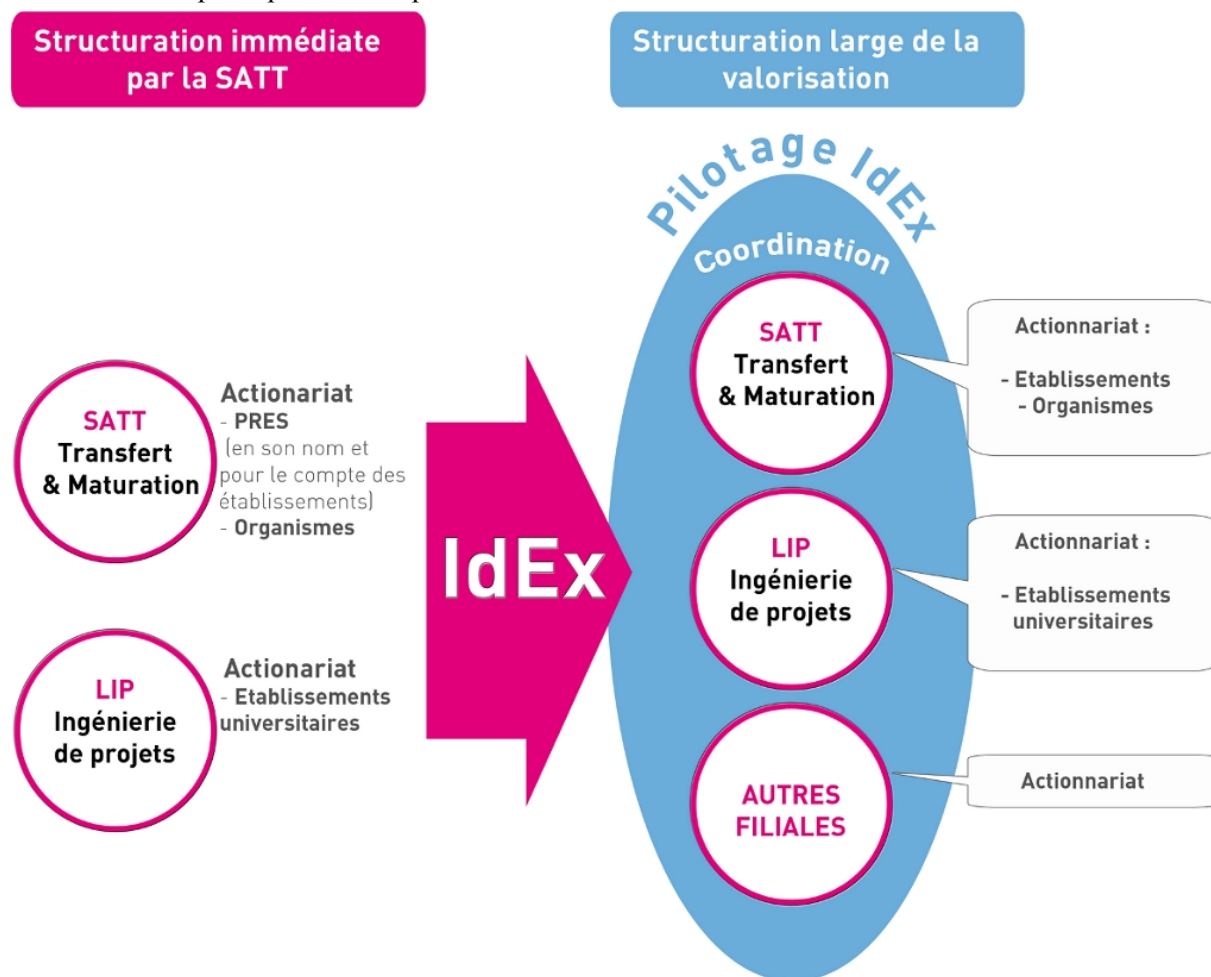 Structuration immédiate
par la SATT
Structuration large de la
valorisation
Pilotage IdEx
Coordination
SATT
Transfert
& Maturation
Actionariat
- PRES
(en son nom et
pour le compte des
établissements)
- Organismes
LIP
Ingénierie
de projets
Actionariat
- Etablissements
universitaires
IdEx
SATT
Transfert
& Maturation
Actionnariat :
- Etablissements
- Organismes
LIP
Ingénierie
de projets
Actionnariat :
- Etablissements
universitaires
AUTRES
FILIALES
Actionnariat